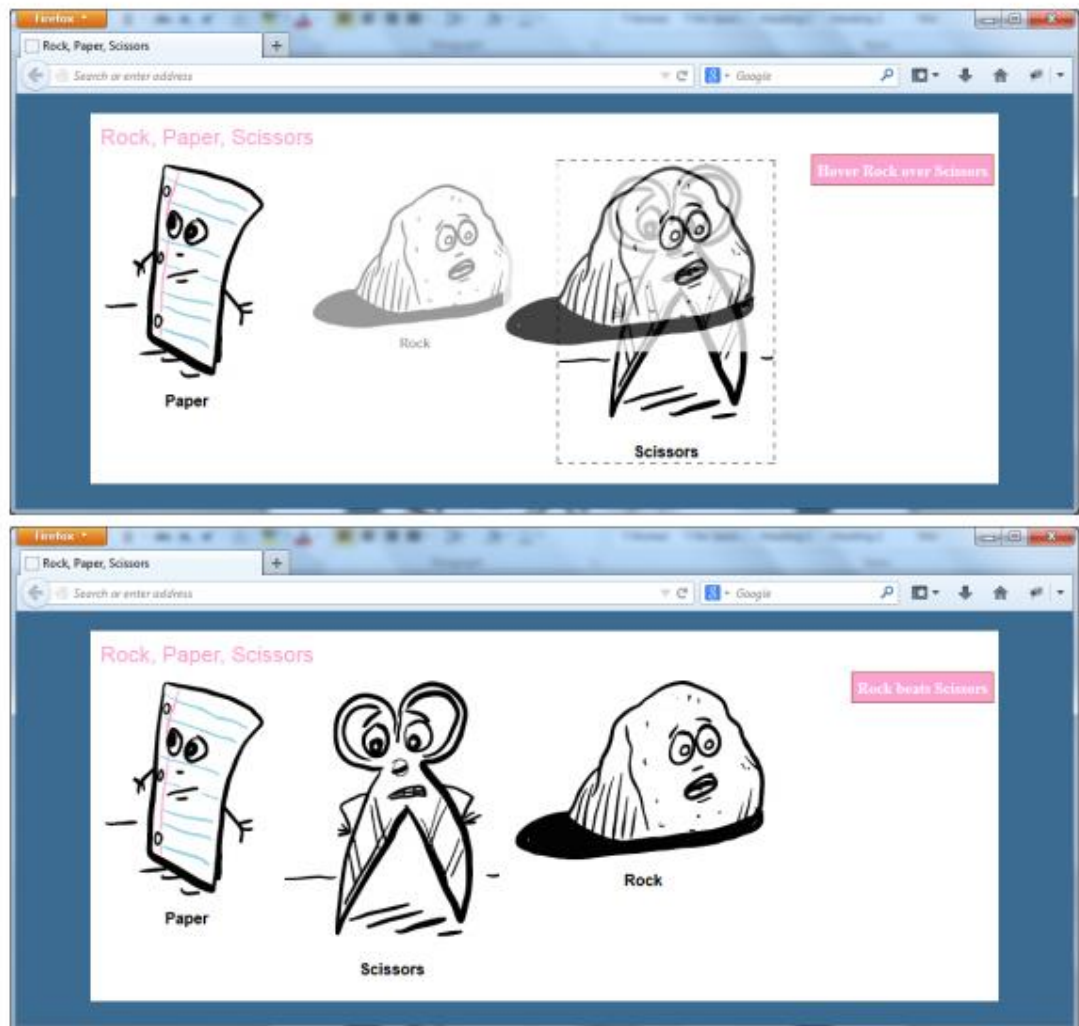 Firefox
Rock, Paper, Scissors
Search or enter address
Google
Rock, Paper, Scissors
Hover Rock over Scissors
Rock
Paper
Scissors
Firefox
Rock, Paper, Scissors
Search or enter address
Google
Rock, Paper, Scissors
Rock beats Scissors
Rock
Paper
Scissors